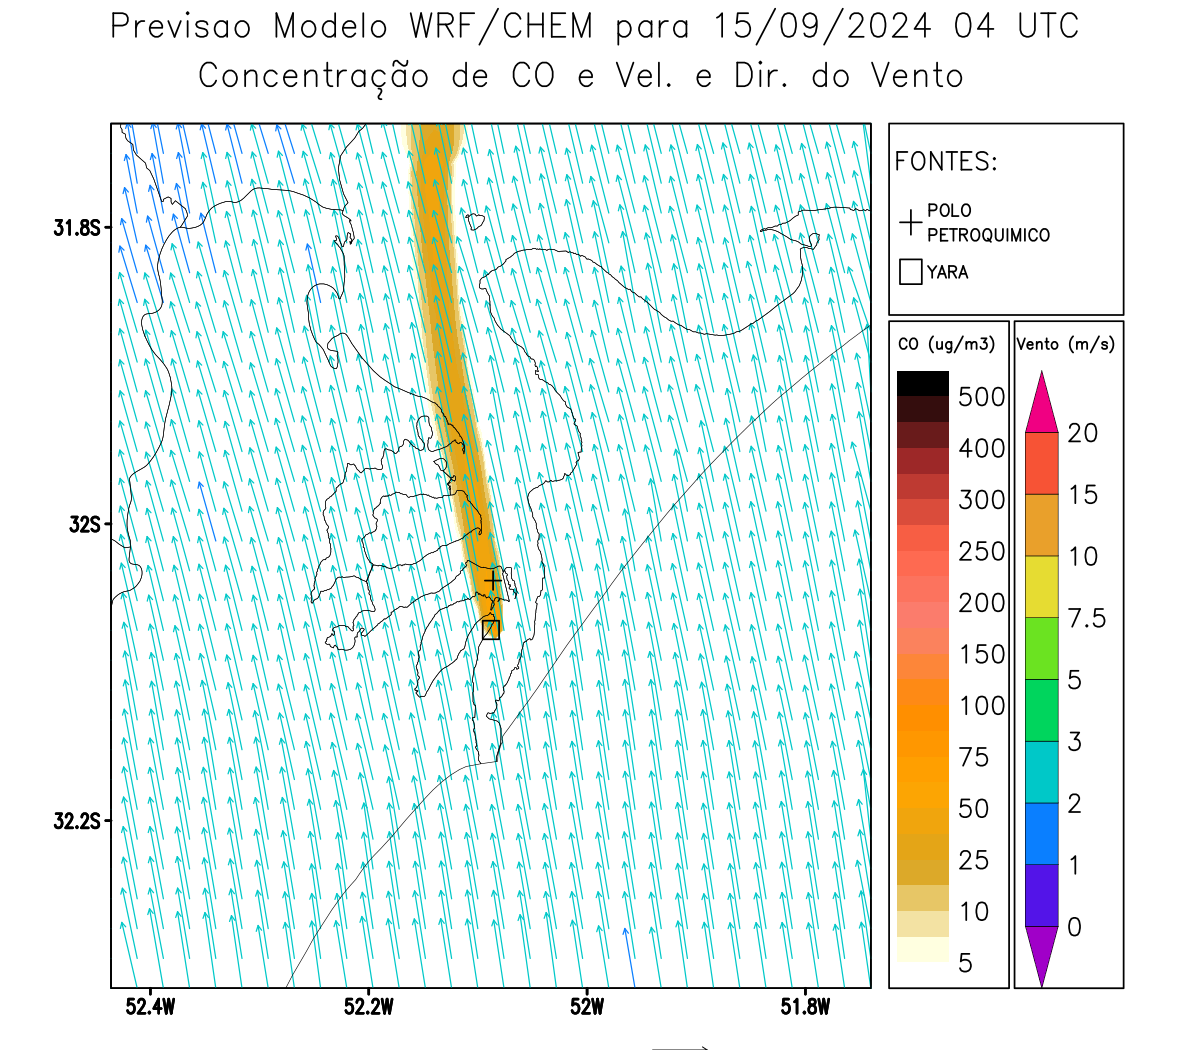 Previsao Modelo WRF/CHEM para 15/09/2024 04 UTC
Concentração de CO e Vel. e Dir. do Vento
FONTES:
POLO
PETROQUIMICO
YARA
31.8S
32S
32.2S
52.4W
52.2W
52W
51.8W
CO (ug/m3)
500
400
300
250
200
150
100
75
50
25
10
5
Vento (m/s)
20
15
10
7.5
5
3
2
1
0